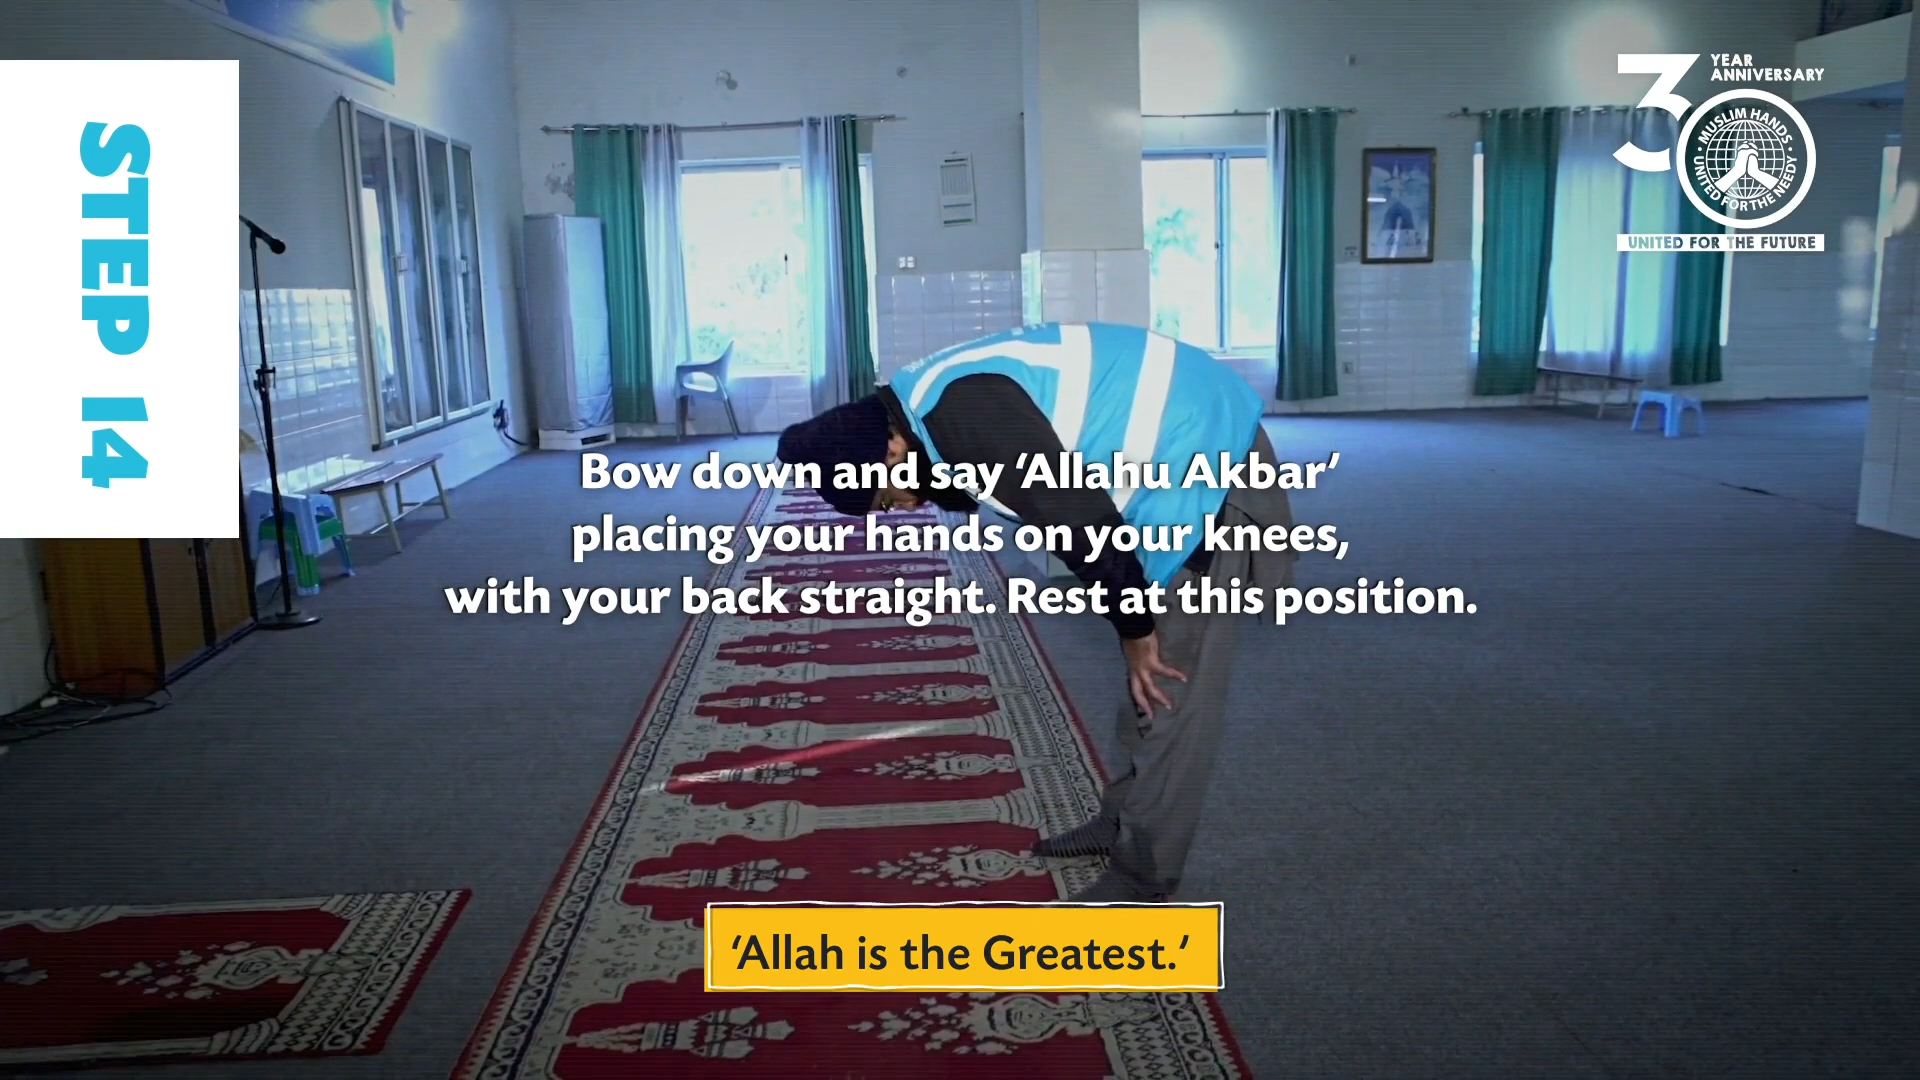 STEP 14
30 YEAR
ANNIVERSARY
MUSLIM HANDS
UNITED FOR THE NEEDY
UNITED FOR THE FUTURE
Bow down and say ‘Allahu Akbar’
placing your hands on your knees,
with your back straight. Rest at this position.
‘Allah is the Greatest.’